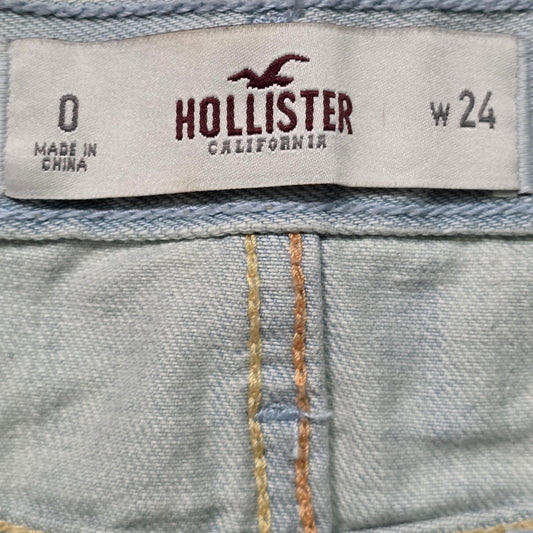 0
MADE IN
CHINA
HOLLISTER
CALIFORNIA
W 24